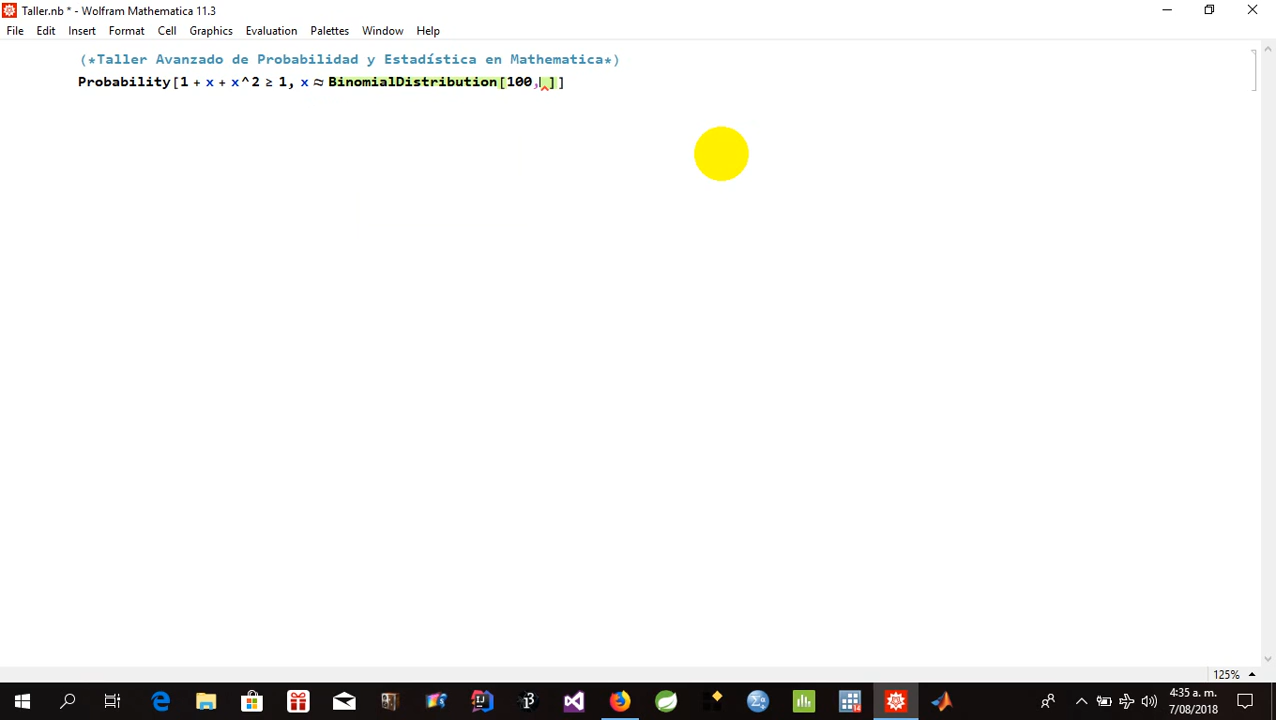 Taller.nb * - Wolfram Mathematica 11.3
File Edit Insert Format Cell Graphics Evaluation Palettes Window Help
(*Taller Avanzado de Probabilidad y Estadística en Mathematica*)
Probability[1 + x + x^2 ≥ 1, x ≈ BinomialDistribution[100, ]]
125%
4:35 a. m.
7/08/2018